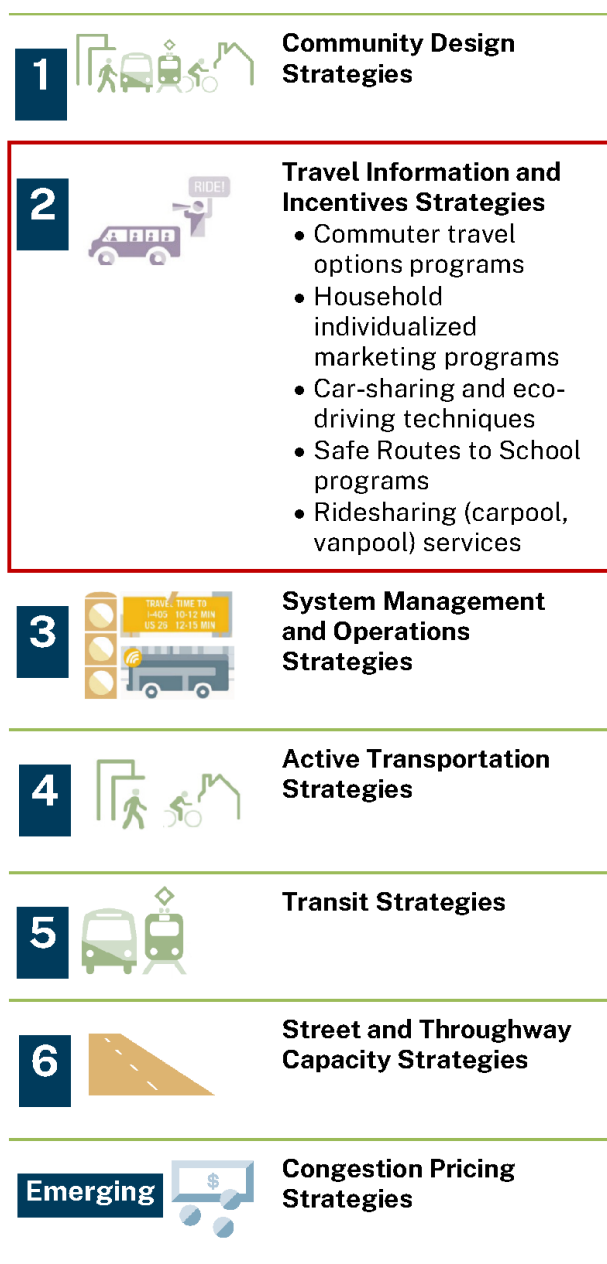 1
Community Design
Strategies
2
RIDE!
Travel Information and
Incentives Strategies
• Commuter travel
options programs
• Household
individualized
marketing programs
• Car-sharing and eco-
driving techniques
• Safe Routes to School
programs
• Ridesharing (carpool,
vanpool) services
3
TRAVEL TIME TO
I-405 10-12 MIN
US 26 12-15 MIN
System Management
and Operations
Strategies
4
Active Transportation
Strategies
5
Transit Strategies
6
Street and Throughway
Capacity Strategies
Emerging
$
Congestion Pricing
Strategies